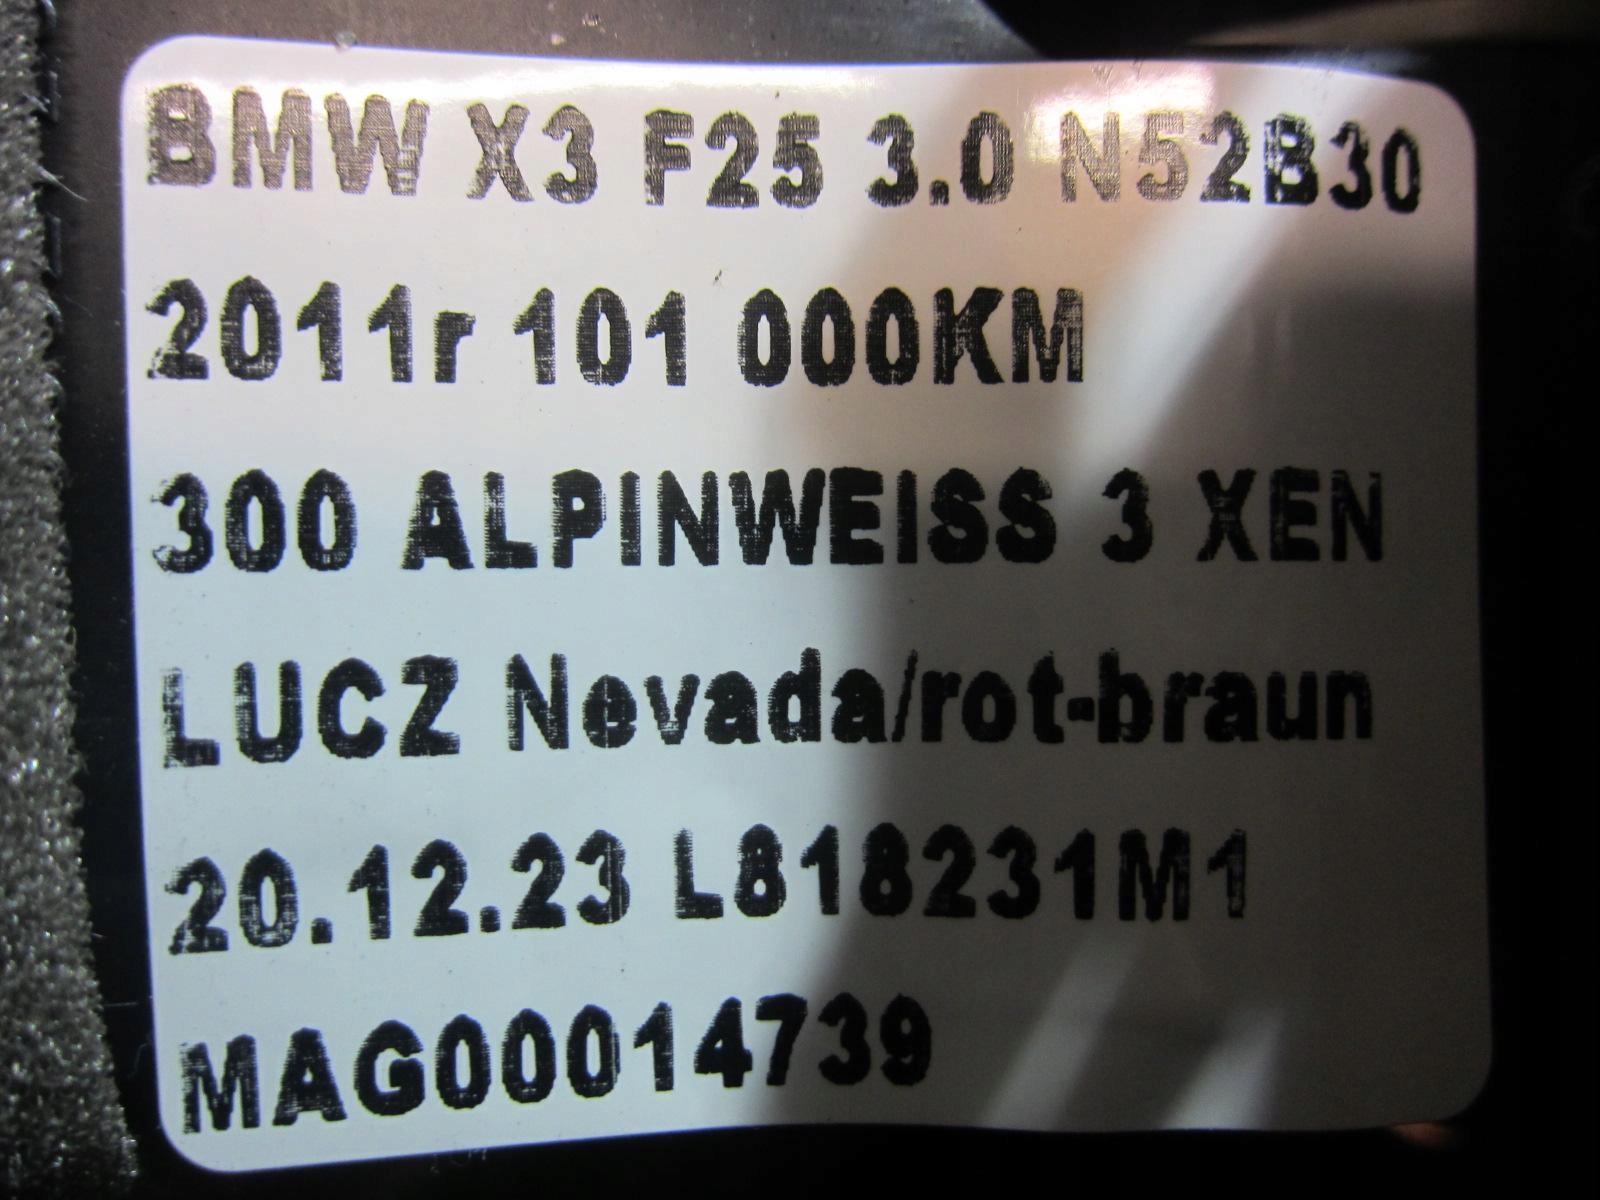 BMW X3 F25 3.0 N52B30
2011r 101 000KM
300 ALPINWEISS 3 XEN
LUCZ Nevada/rot-braun
20.12.23 L818231M1
MAG00014739